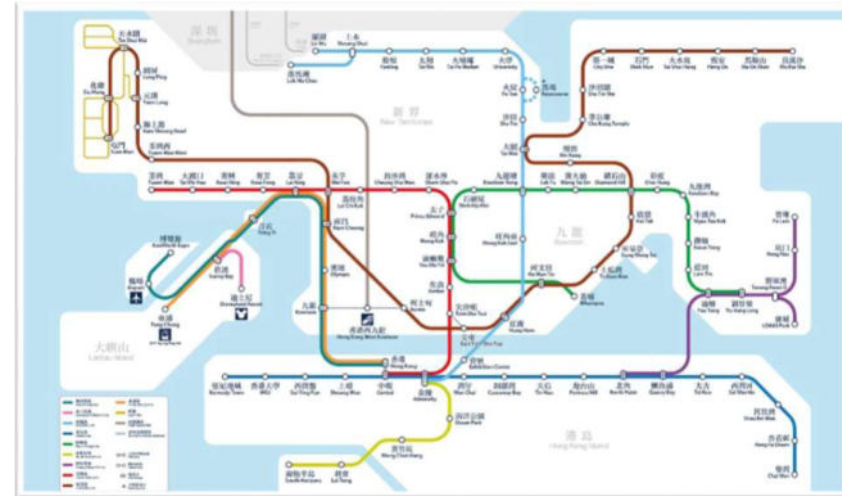 深圳
羅湖
Lo Wu
上水
Sheung Shui
落馬洲
Lok Ma Chau
粉嶺
Fanling
太和
Tai Wo
大埔墟
Tai Po Market
大學
University
火炭
Fo Tan
馬場
Racecourse
沙田
Sha Tin
大圍
Tai Wai
第一城
City One
石門
Shek Mun
大水坑
Tai Shui Hang
恆安
Heng On
馬鞍山
Ma On Shan
烏溪沙
Wu Kai Sha
沙田圍
Sha Tin Wai
車公廟
Che Kung Temple
顯徑
Hin Keng
新界
New Territories
天水圍
Tin Shui Wai
朗屏
Long Ping
元朗
Yuen Long
錦上路
Kam Sheung Road
兆康
Siu Hong
屯門
Tuen Mun
荃灣西
Tsuen Wan West
荃灣
Tsuen Wan
大窩口
Tai Wo Hau
葵興
Kwai Hing
葵芳
Kwai Fong
荔景
Lai King
美孚
Mei Foo
荔枝角
Lai Chi Kok
長沙灣
Cheung Sha Wan
深水埗
Sham Shui Po
太子
Prince Edward
石硤尾
Shek Kip Mei
九龍塘
Kowloon Tong
樂富
Lok Fu
黃大仙
Wong Tai Sin
鑽石山
Diamond Hill
彩虹
Choi Hung
九龍灣
Kowloon Bay
牛頭角
Ngau Tau Kok
觀塘
Kwun Tong
藍田
Lam Tin
油塘
Yau Tong
調景嶺
Tiu Keng Leng
將軍澳
Tseung Kwan O
坑口
Hang Hau
寶琳
Po Lam
康城
LOHAS Park
九龍
Kowloon
啟德
Kai Tak
宋皇臺
Sung Wong Toi
土瓜灣
To Kwa Wan
何文田
Ho Man Tin
黃埔
Whampoa
旺角
Mong Kok
旺角東
Mong Kok East
油麻地
Yau Ma Tei
佐敦
Jordan
尖沙咀
Tsim Sha Tsui
尖東
East Tsim Sha Tsui
紅磡
Hung Hom
柯士甸
Austin
香港西九龍
Hong Kong West Kowloon
南昌
Nam Cheong
奧運
Olympic
九龍
Kowloon
青衣
Tsing Yi
博覽館
AsiaWorld-Expo
機場
Airport
欣澳
Sunny Bay
迪士尼
Disneyland Resort
東涌
Tung Chung
大嶼山
Lantau Island
香港
Hong Kong
中環
Central
金鐘
Admiralty
會展
Exhibition Centre
堅尼地城
Kennedy Town
香港大學
HKU
西營盤
Sai Ying Pun
上環
Sheung Wan
灣仔
Wan Chai
銅鑼灣
Causeway Bay
天后
Tin Hau
炮台山
Fortress Hill
北角
North Point
鰂魚涌
Quarry Bay
太古
Tai Koo
西灣河
Sai Wan Ho
筲箕灣
Shau Kei Wan
杏花邨
Heng Fa Chuen
柴灣
Chai Wan
海洋公園
Ocean Park
黃竹坑
Wong Chuk Hang
利東
Lei Tung
海怡半島
South Horizons
港島
Hong Kong Island